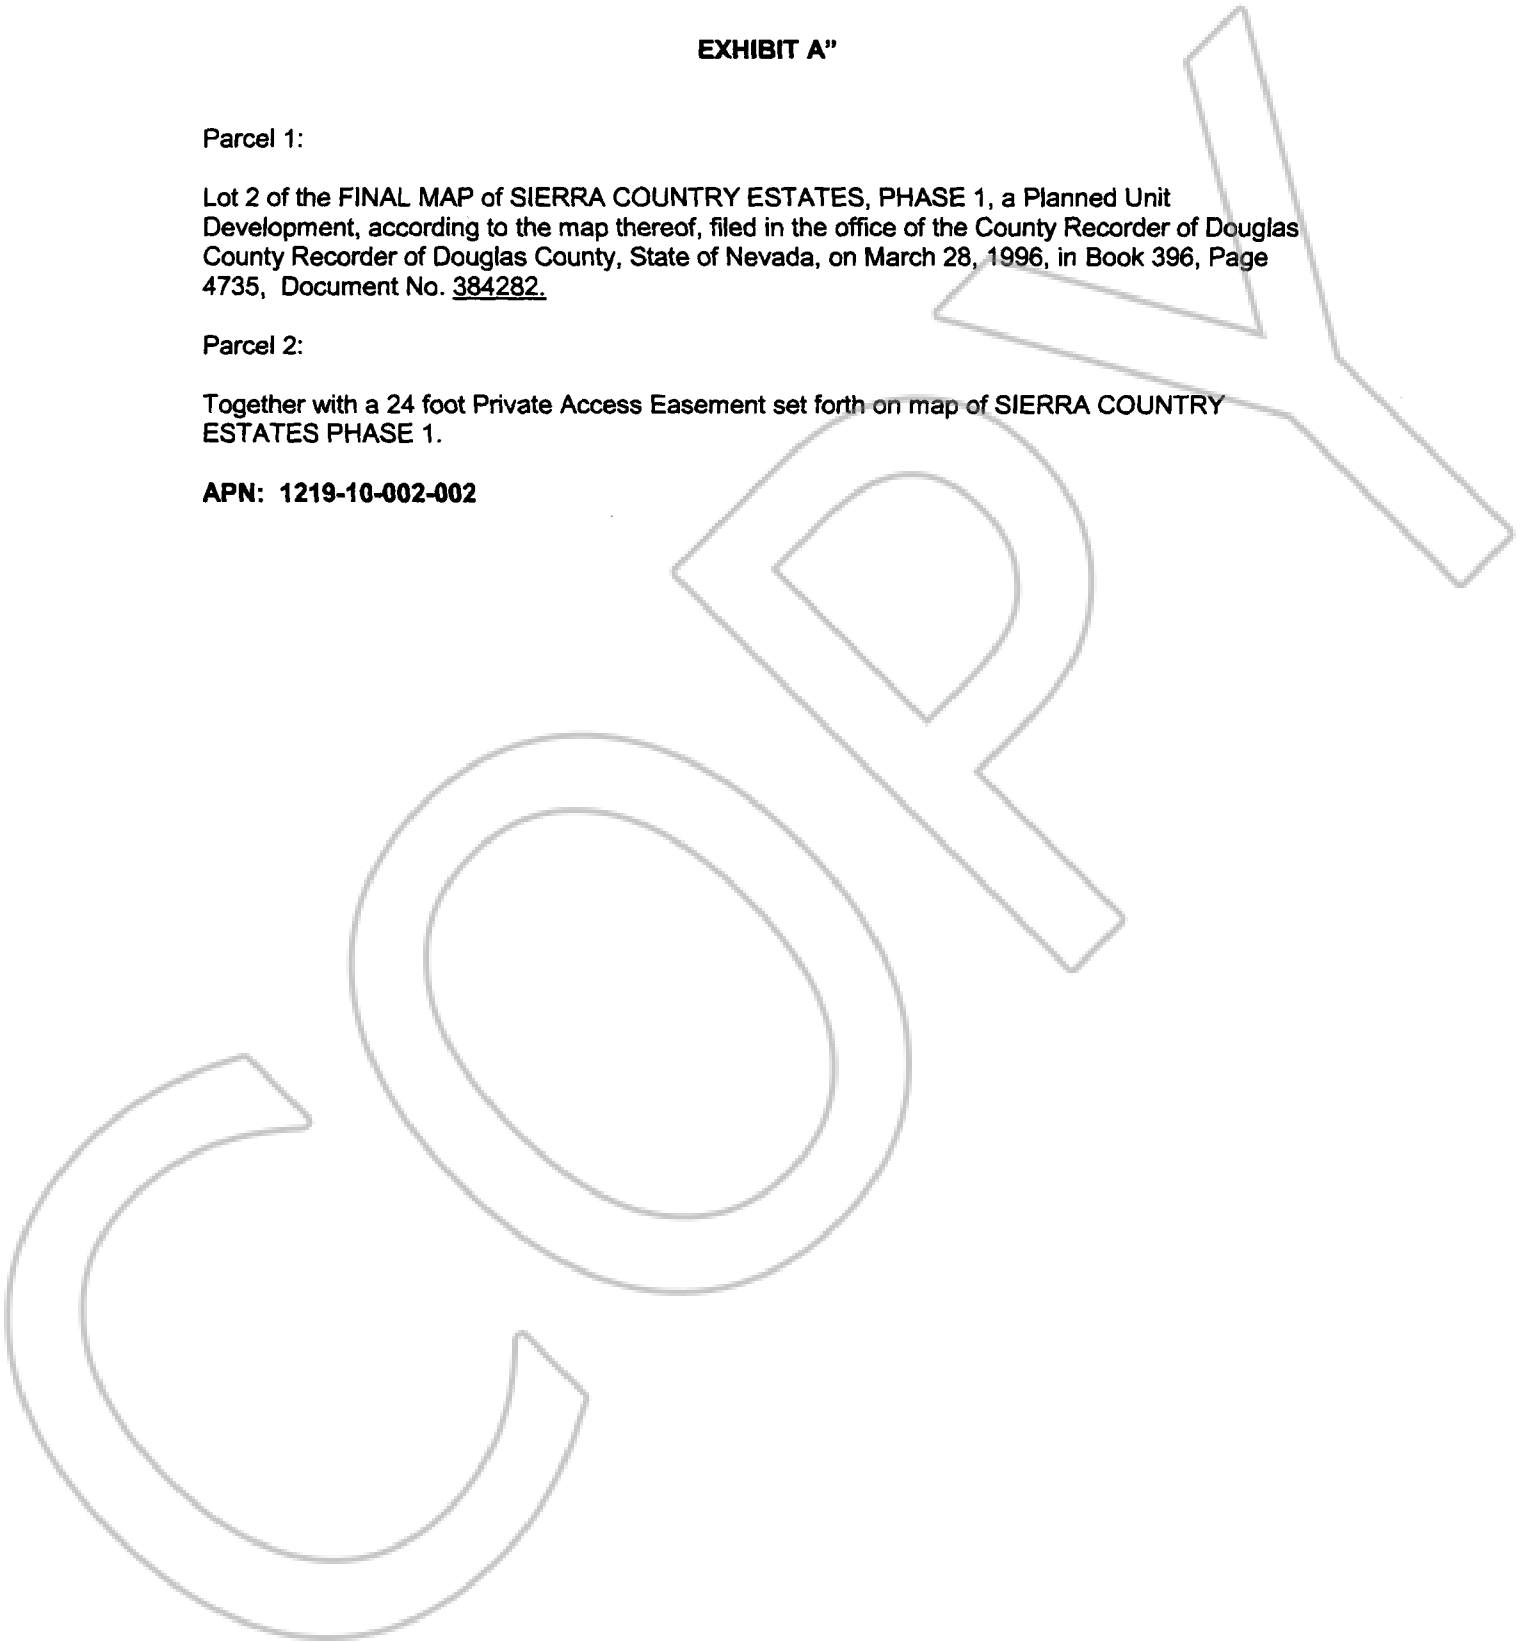 EXHIBIT A”
Parcel 1:
Lot 2 of the FINAL MAP of SIERRA COUNTRY ESTATES, PHASE 1, a Planned Unit
Development, according to the map thereof, filed in the office of the County Recorder of Douglas
County Recorder of Douglas County, State of Nevada, on March 28, 1996, in Book 396, Page
4735, Document No. 384282.
Parcel 2:
Together with a 24 foot Private Access Easement set forth on map of SIERRA COUNTRY
ESTATES PHASE 1.
APN: 1219-10-002-002
COPY